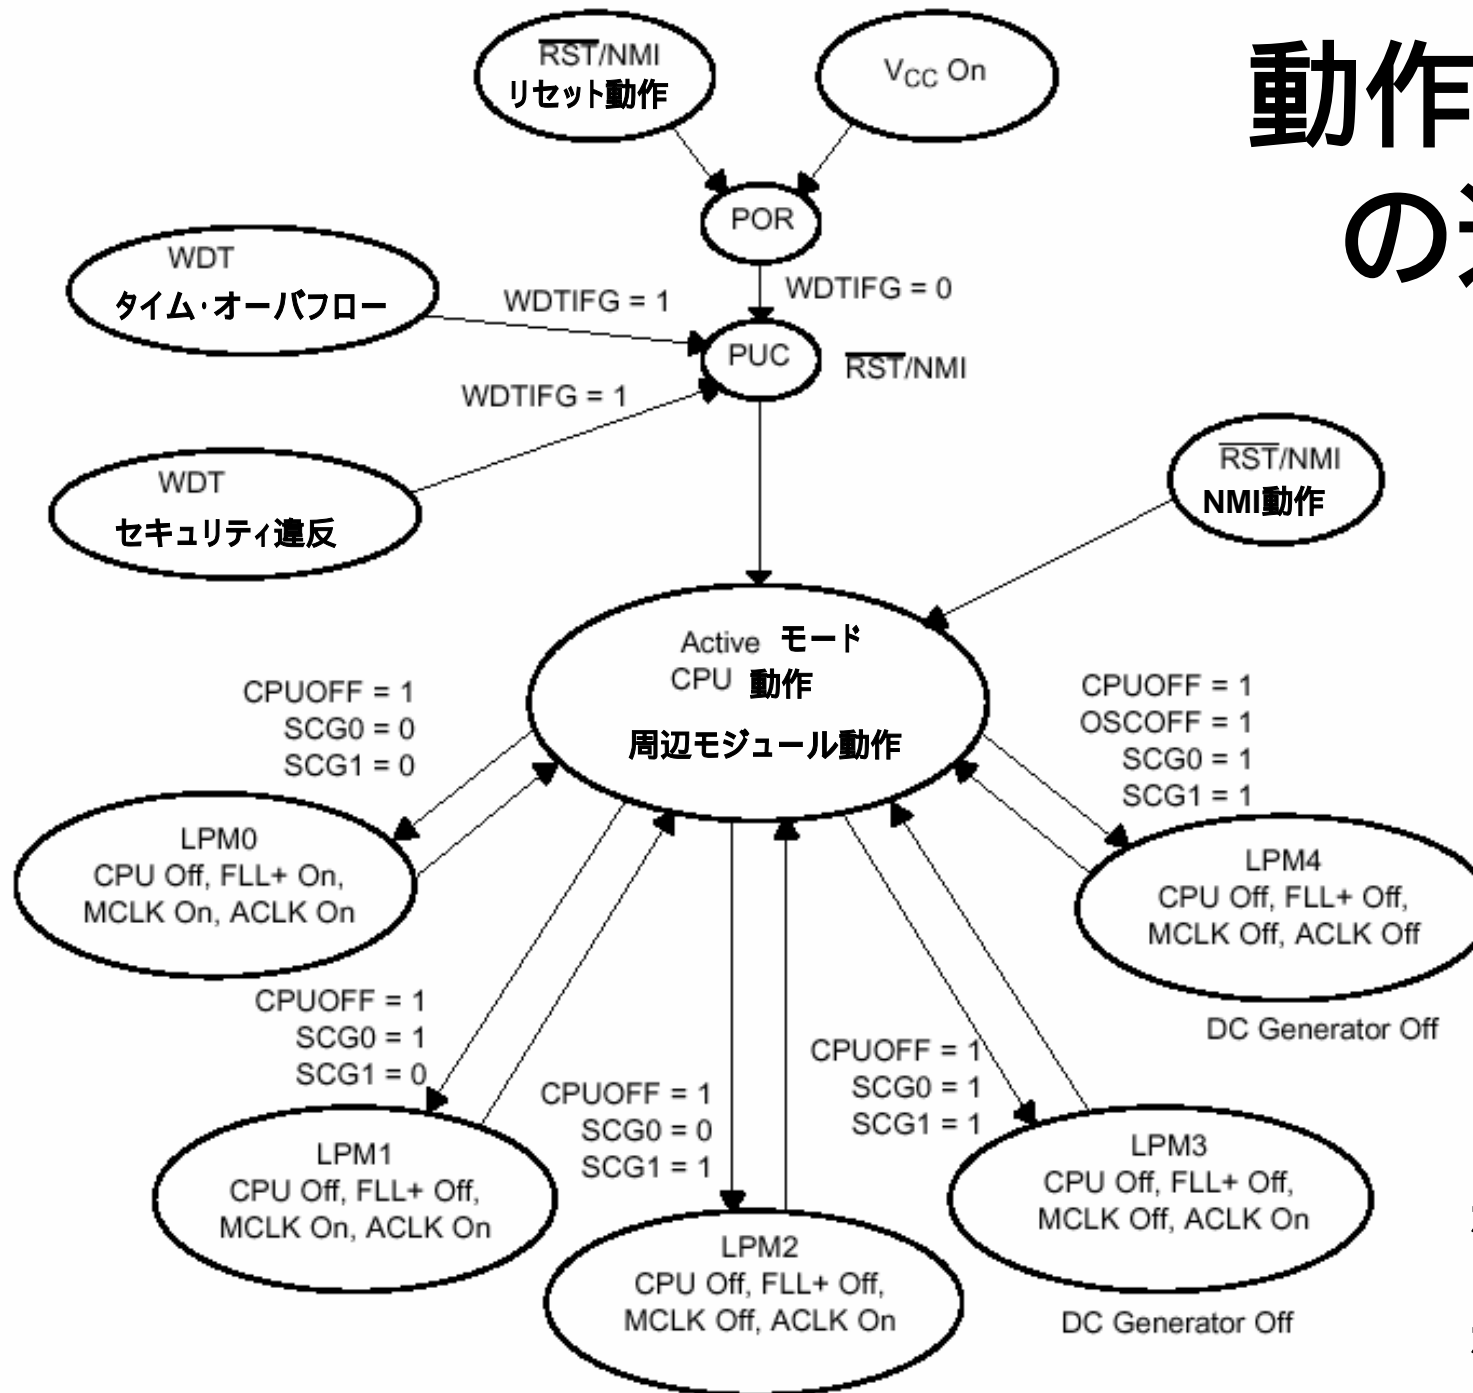 動作
の
R̅S̅T̅/NMI
リセット動作
VCC On
POR
WDT
タイム・オーバフロー
WDTIFG = 1
WDTIFG = 0
PUC
R̅S̅T̅/NMI
WDTIFG = 1
WDT
セキュリティ違反
R̅S̅T̅/NMI
NMI動作
Active モード
CPU 動作
周辺モジュール動作
CPUOFF = 1
SCG0 = 0
SCG1 = 0
CPUOFF = 1
OSCOFF = 1
SCG0 = 1
SCG1 = 1
LPM0
CPU Off, FLL+ On,
MCLK On, ACLK On
LPM4
CPU Off, FLL+ Off,
MCLK Off, ACLK Off
DC Generator Off
CPUOFF = 1
SCG0 = 1
SCG1 = 0
CPUOFF = 1
SCG0 = 0
SCG1 = 1
CPUOFF = 1
SCG0 = 1
SCG1 = 1
LPM1
CPU Off, FLL+ Off,
MCLK On, ACLK On
LPM2
CPU Off, FLL+ Off,
MCLK Off, ACLK On
LPM3
CPU Off, FLL+ Off,
MCLK Off, ACLK On
DC Generator Off